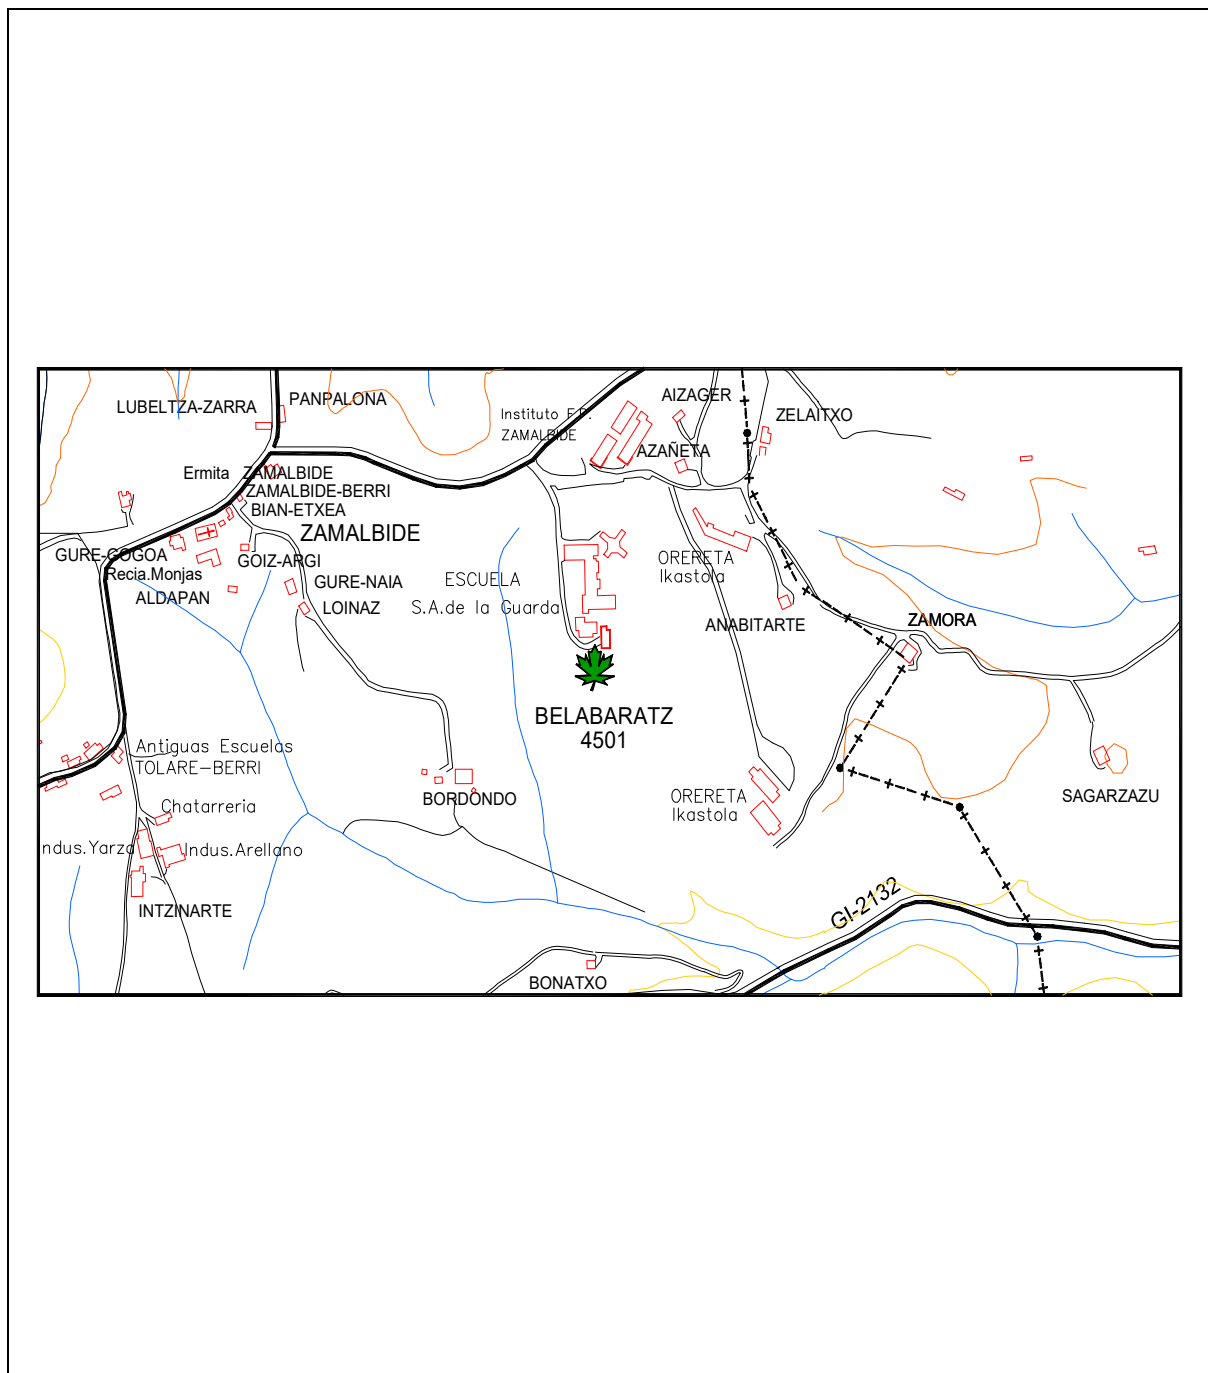 PANPALONA
LUBELTZA-ZARRA
AIZAGER
ZELAITXO
Instituto F.P.
ZAMALBIDE
AZAÑETA
Ermita ZAMALBIDE
ZAMALBIDE-BERRI
BIAN-ETXEA
ZAMALBIDE
GURE-GOGOA
GOIZ-ARGI
Recia.Monjas
ALDAPAN
GURE-NAIA
LOINAZ
ESCUELA
S.A.de la Guarda
ORERETA
Ikastola
ANABITARTE
ZAMORA
BELABARATZ
4501
Antiguas Escuelas
TOLARE-BERRI
Chatarreria
BORDONDO
ORERETA
Ikastola
SAGARZAZU
ndus.Yarza
Indus.Arellano
INTZINARTE
GI-2132
BONATXO